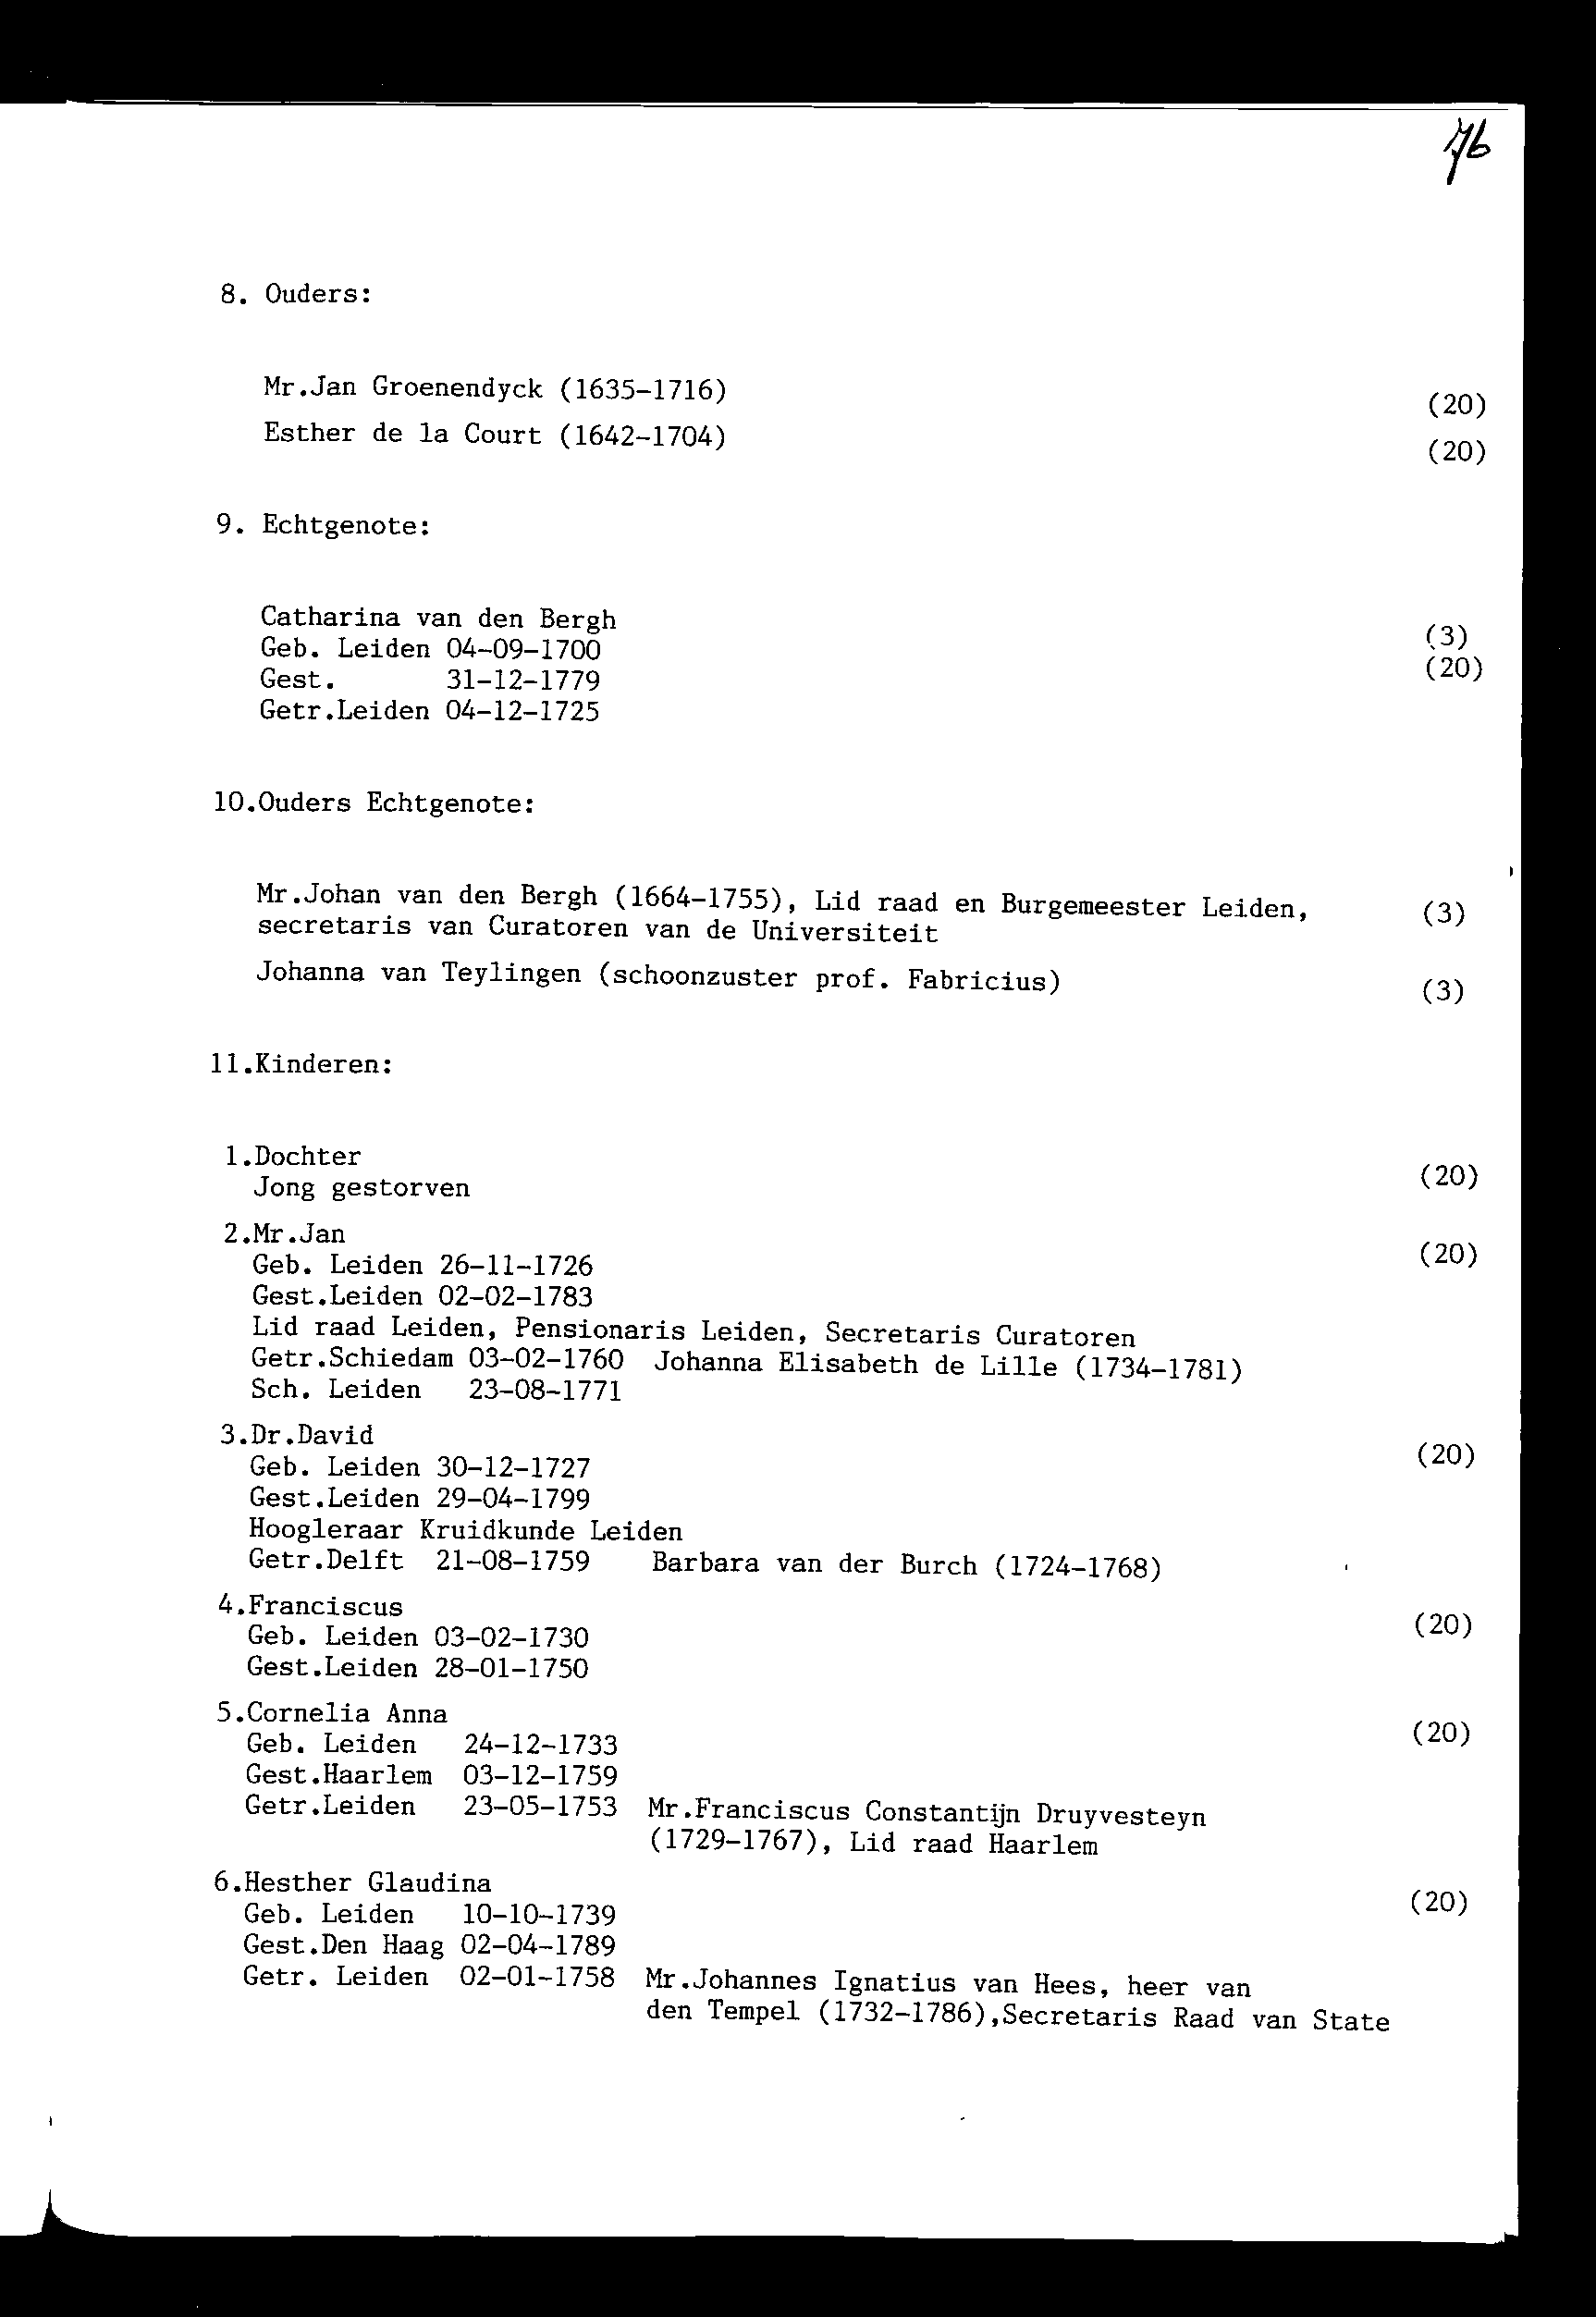 76
8. Ouders:
Mr.Jan Groenendyck (1635-1716) (20)
Esther de la Court (1642-1704) (20)
9. Echtgenote:
Catharina van den Bergh (3)
Geb. Leiden 04-09-1700 (20)
Gest. 31-12-1779
Getr.Leiden 04-12-1725
10.Ouders Echtgenote:
Mr.Johan van den Bergh (1664-1755), Lid raad en Burgemeester Leiden, (3)
secretaris van Curatoren van de Universiteit
Johanna van Teylingen (schoonzuster prof. Fabricius) (3)
11.Kinderen:
1.Dochter (20)
Jong gestorven
2.Mr.Jan (20)
Geb. Leiden 26-11-1726
Gest.Leiden 02-02-1783
Lid raad Leiden, Pensionaris Leiden, Secretaris Curatoren
Getr.Schiedam 03-02-1760 Johanna Elisabeth de Lille (1734-1781)
Sch. Leiden 23-08-1771
3.Dr.David (20)
Geb. Leiden 30-12-1727
Gest.Leiden 29-04-1799
Hoogleraar Kruidkunde Leiden
Getr.Delft 21-08-1759 Barbara van der Burch (1724-1768)
4.Franciscus (20)
Geb. Leiden 03-02-1730
Gest.Leiden 28-01-1750
5.Cornelia Anna (20)
Geb. Leiden 24-12-1733
Gest.Haarlem 03-12-1759
Getr.Leiden 23-05-1753 Mr.Franciscus Constantijn Druyvesteyn
(1729-1767), Lid raad Haarlem
6.Hesther Glaudina (20)
Geb. Leiden 10-10-1739
Gest.Den Haag 02-04-1789
Getr. Leiden 02-01-1758 Mr.Johannes Ignatius van Hees, heer van
den Tempel (1732-1786),Secretaris Raad van State